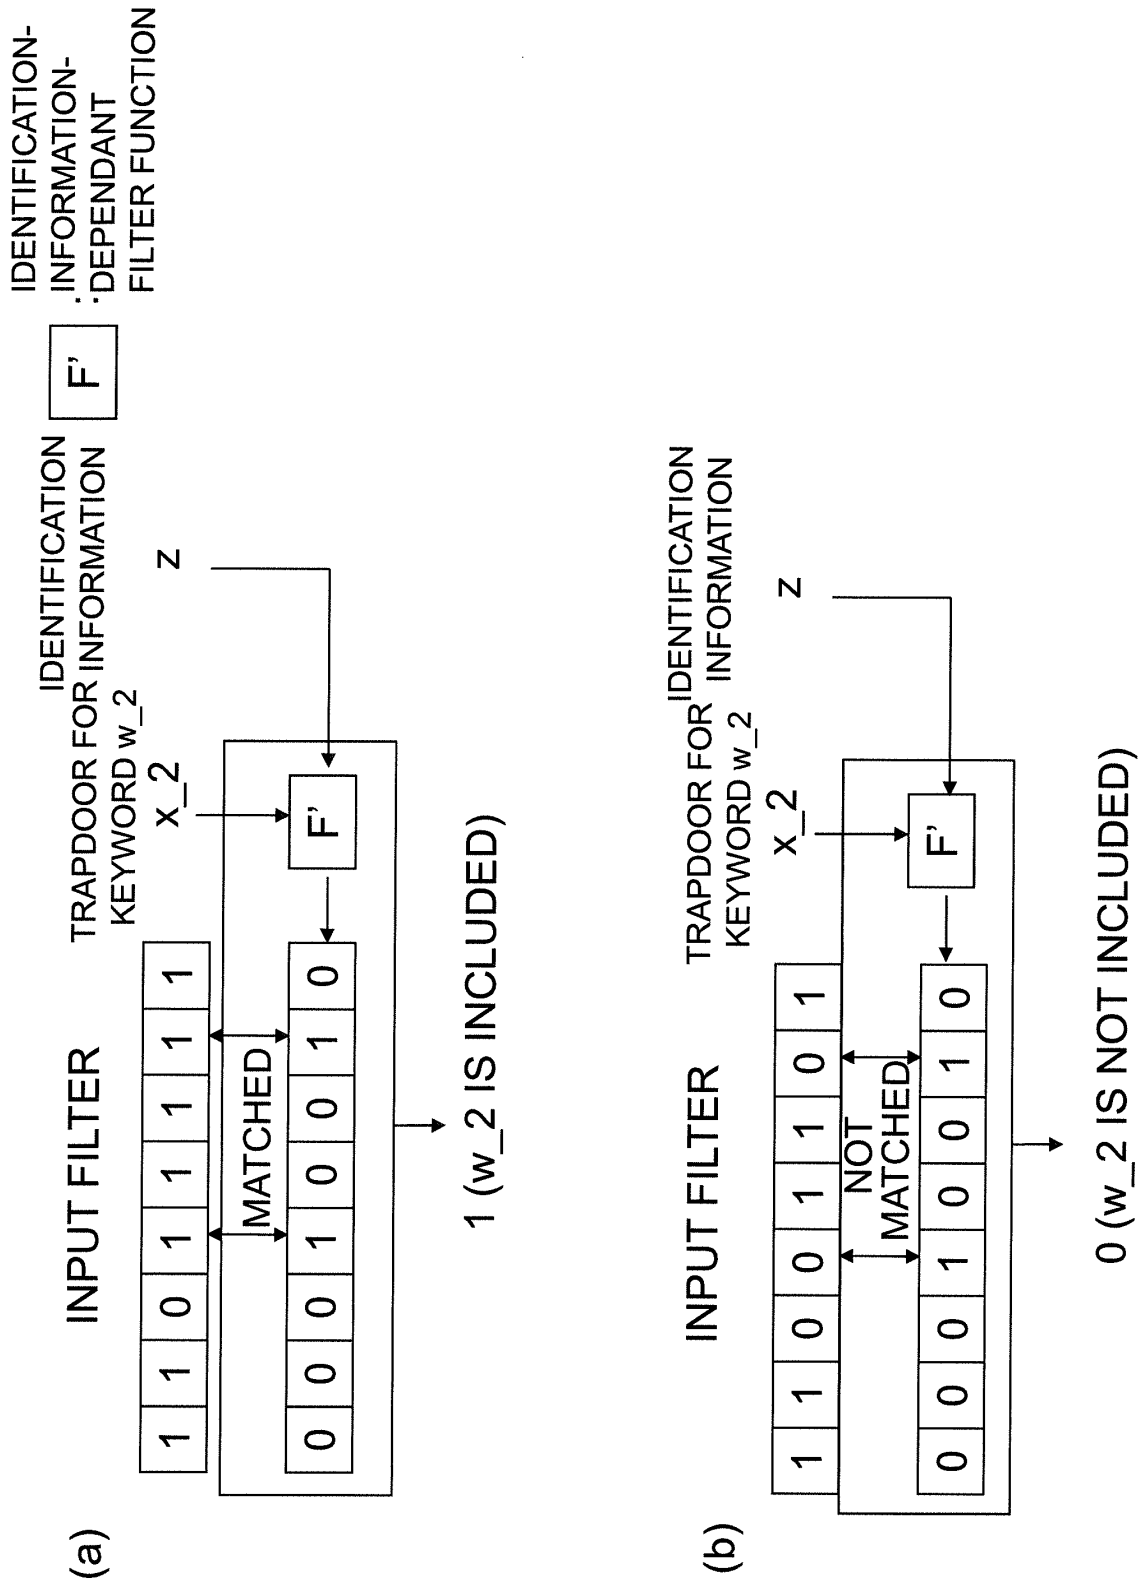 (a)
INPUT FILTER
TRAPDOOR FOR
KEYWORD w_2
IDENTIFICATION
INFORMATION
F'
:
IDENTIFICATION-
INFORMATION-
DEPENDANT
FILTER FUNCTION
x_2
z
1 1 0 1 1 1 1 1
MATCHED
0 0 0 1 0 0 1 0
F'
1 (w_2 IS INCLUDED)
(b)
INPUT FILTER
TRAPDOOR FOR
KEYWORD w_2
IDENTIFICATION
INFORMATION
x_2
z
1 1 0 0 1 1 0 1
NOT
MATCHED
0 0 0 1 0 0 1 0
F'
0 (w_2 IS NOT INCLUDED)